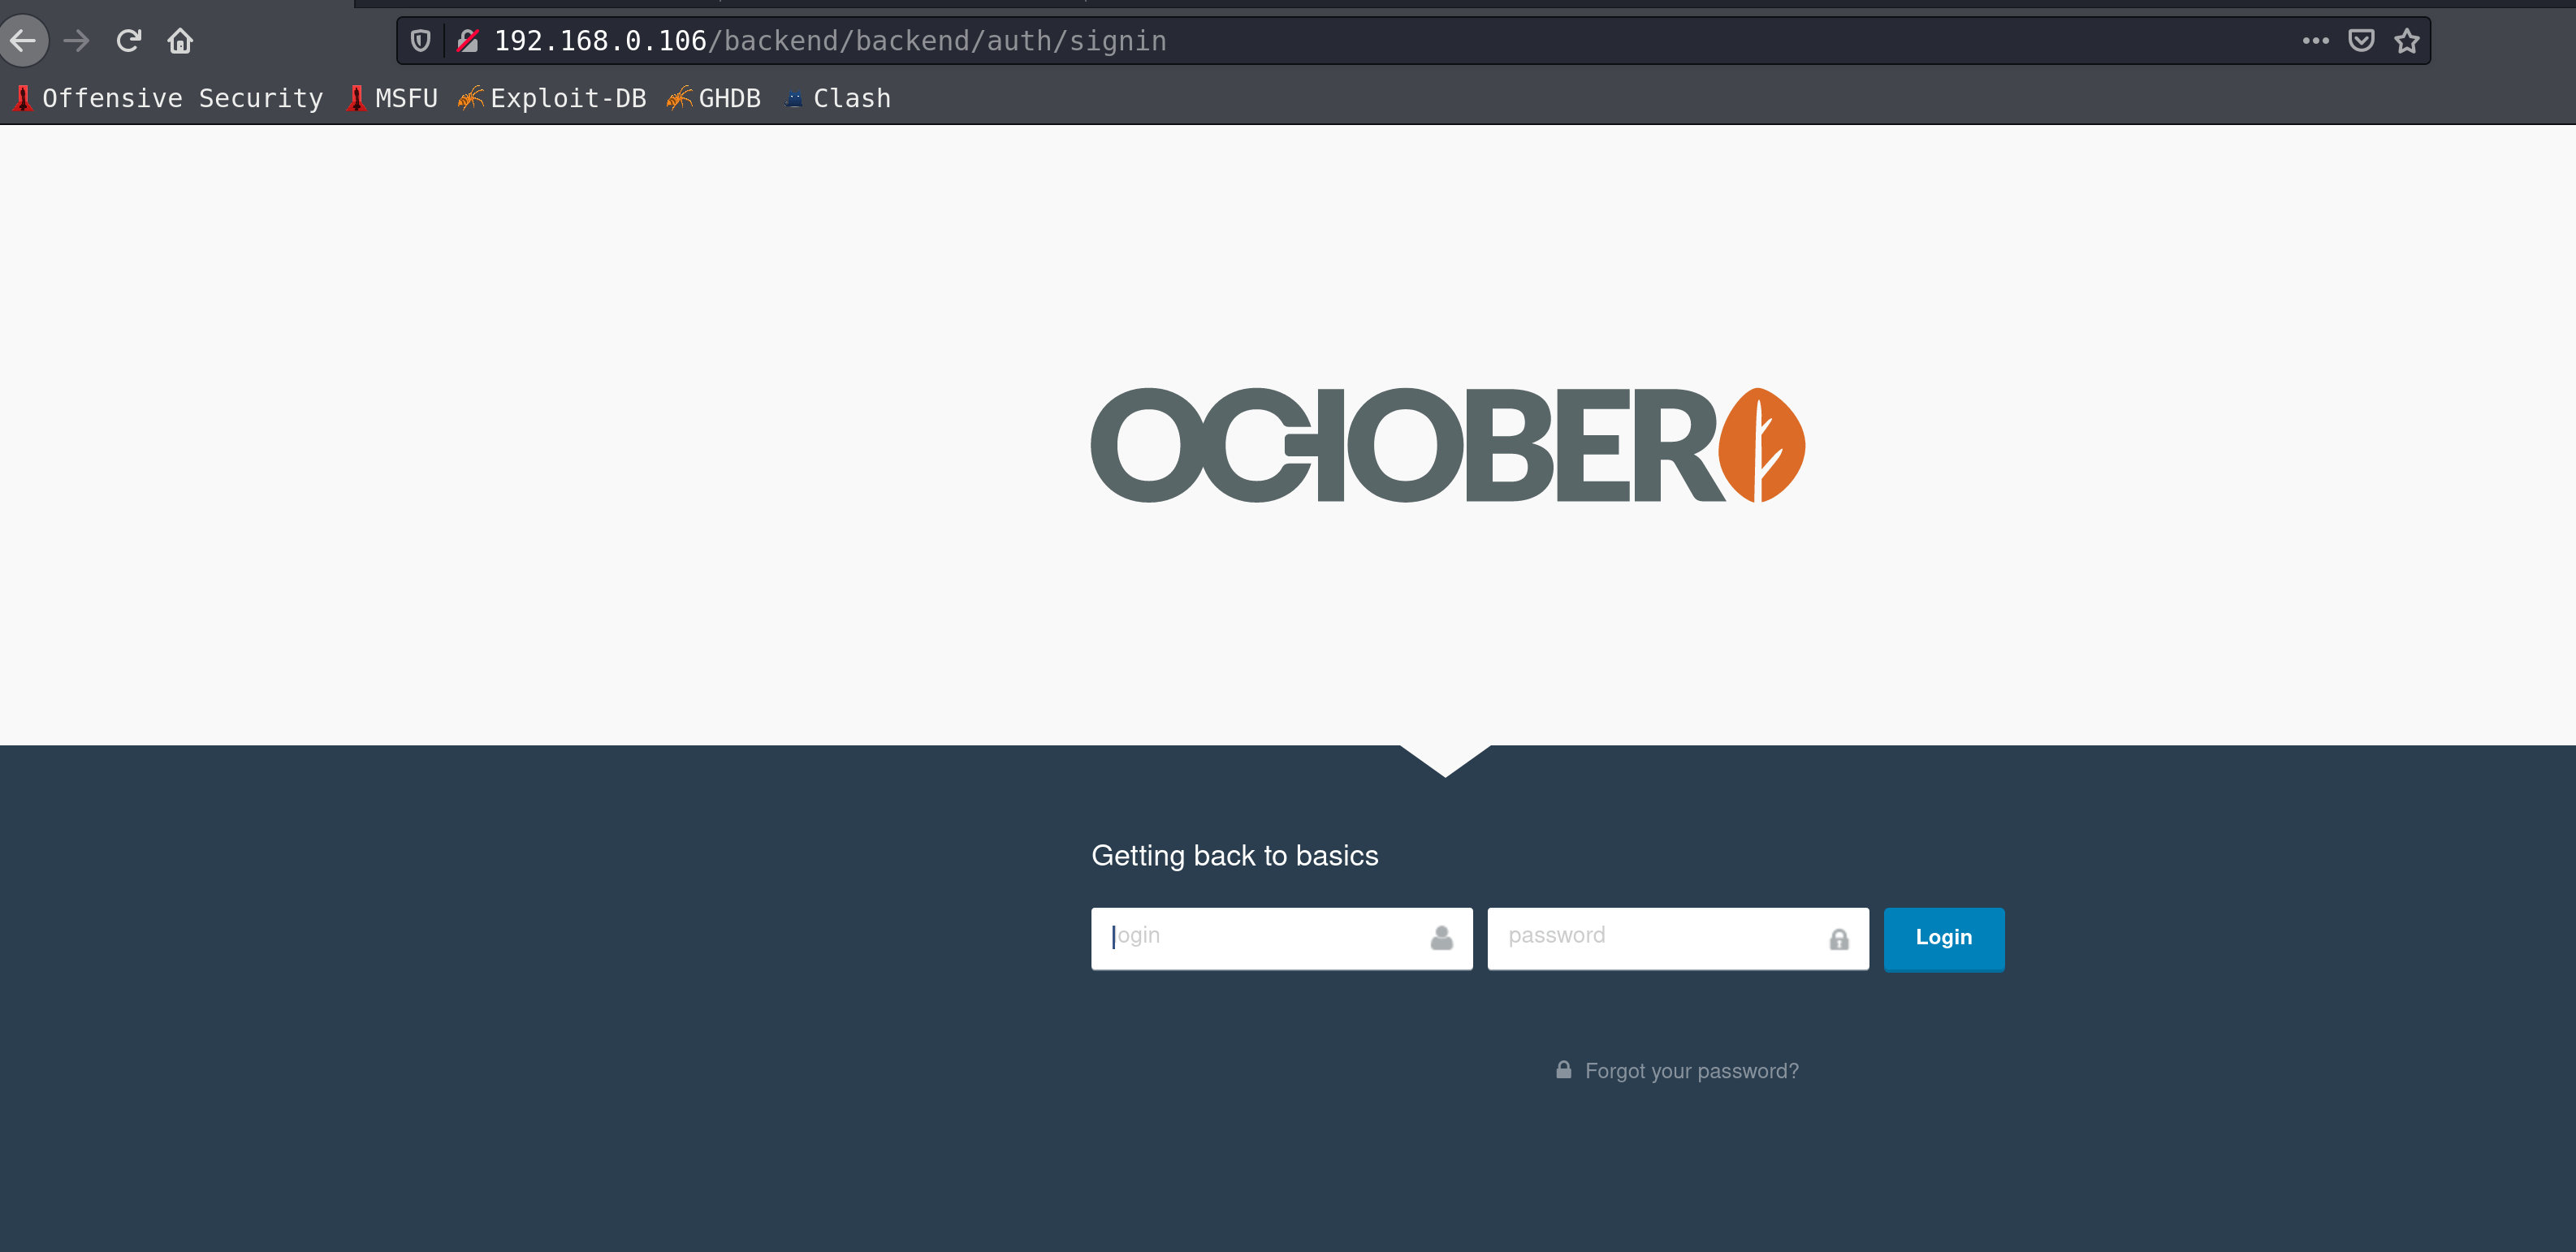 192.168.0.106/backend/backend/auth/signin
Offensive Security MSFU Exploit-DB GHDB Clash
OCTOBER
Getting back to basics
login password Login
Forgot your password?